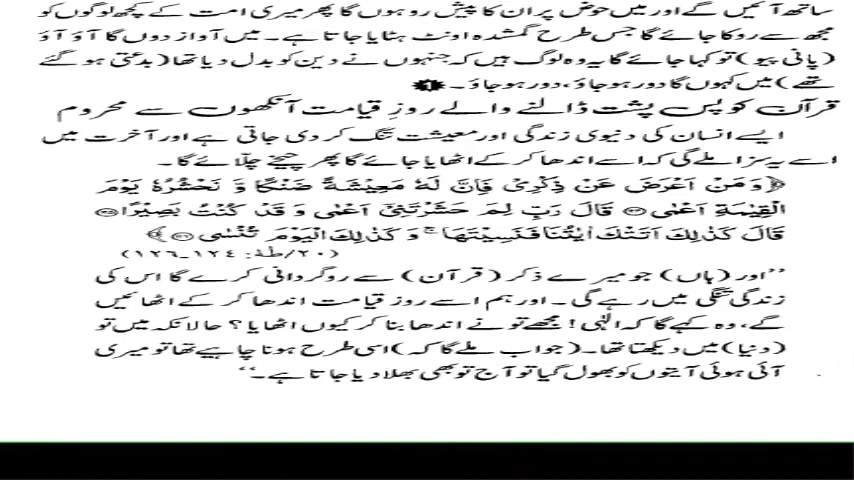 ساتھ آئیں گے اور میں حوض پر ان کا پیش رو ہوں گا پھر میری امت کے کچھ لوگوں کو
مجھ سے روکا جائے گا جس طرح گمشدہ اونٹ ہٹایا جاتا ہے۔ میں آواز دوں گا آؤ آؤ
(پانی پیو) تو کہا جائے گا یہ وہ لوگ ہیں کہ جنہوں نے دین کو بدل دیا تھا (بدعتی ہو گئے
تھے) میں کہوں گا دور ہو جاؤ، دور ہو جاؤ۔
قرآن کو پس پشت ڈالنے والے روزِ قیامت آنکھوں سے محروم
ایسے انسان کی دنیوی زندگی اور معیشت تنگ کر دی جاتی ہے اور آخرت میں
اسے یہ سزا ملے گی کہ اسے اندھا کر کے اٹھایا جائے گا پھر چیخے چلائے گا۔
﴿وَ مَنْ اَعْرَضَ عَنْ ذِكْرِىْ فَاِنَّ لَهٗ مَعِيْشَةً ضَنْكًا وَّ نَحْشُرُهٗ يَوْمَ
الْقِيٰمَةِ اَعْمٰى ۝ قَالَ رَبِّ لِمَ حَشَرْتَنِىْۤ اَعْمٰى وَ قَدْ كُنْتُ بَصِيْرًا ۝
قَالَ كَذٰلِكَ اَتَتْكَ اٰيٰتُنَا فَنَسِيْتَهَا ۚ وَ كَذٰلِكَ الْيَوْمَ تُنْسٰى ۝﴾
(٢٠/طٰهٰ: ١٢٤_١٢٦)
”اور (ہاں) جو میرے ذکر (قرآن) سے روگردانی کرے گا اس کی
زندگی تنگی میں رہے گی۔ اور ہم اسے روز قیامت اندھا کر کے اٹھائیں
گے، وہ کہے گا کہ الٰہی! مجھے تو نے اندھا بنا کر کیوں اٹھایا؟ حالانکہ میں تو
(دنیا) میں دیکھتا تھا۔ (جواب ملے گا کہ) اسی طرح ہونا چاہیے تھا تو میری
آئی ہوئی آیتوں کو بھول گیا تو آج تو بھی بھلا دیا جاتا ہے۔“